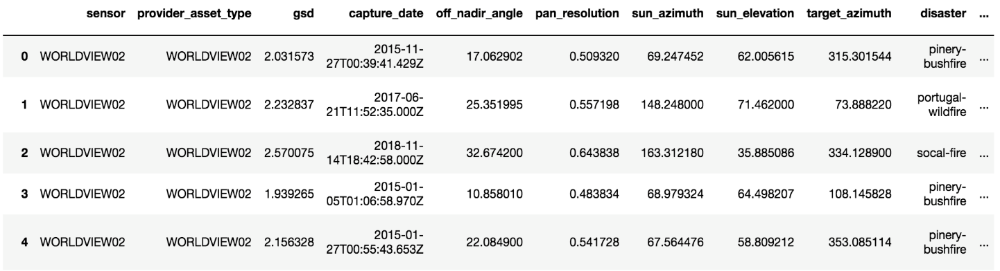 sensor provider_asset_type gsd capture_date off_nadir_angle pan_resolution sun_azimuth sun_elevation target_azimuth disaster ...
0 WORLDVIEW02 WORLDVIEW02 2.031573 2015-11- 17.062902 0.509320 69.247452 62.005615 315.301544 pinery- ...
27T00:39:41.429Z bushfire
1 WORLDVIEW02 WORLDVIEW02 2.232837 2017-06- 25.351995 0.557198 148.248000 71.462000 73.888220 portugal- ...
21T11:52:35.000Z wildfire
2 WORLDVIEW02 WORLDVIEW02 2.570075 2018-11- 32.674200 0.643838 163.312180 35.885086 334.128900 socal-fire ...
14T18:42:58.000Z
3 WORLDVIEW02 WORLDVIEW02 1.939265 2015-01- 10.858010 0.483834 68.979324 64.498207 108.145828 pinery- ...
05T01:06:58.970Z bushfire
4 WORLDVIEW02 WORLDVIEW02 2.156328 2015-01- 22.084900 0.541728 67.564476 58.809212 353.085114 pinery- ...
27T00:55:43.653Z bushfire